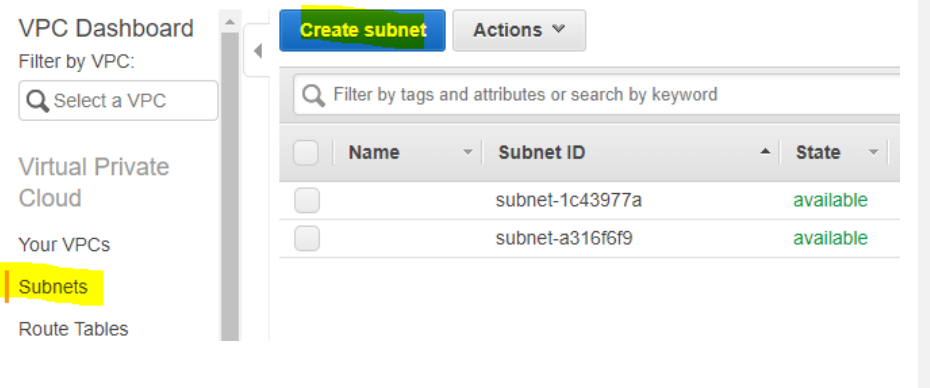 VPC Dashboard
Filter by VPC:
Select a VPC
Virtual Private
Cloud
Your VPCs
Subnets
Route Tables
Create subnet Actions
Filter by tags and attributes or search by keyword
Name Subnet ID State
subnet-1c43977a available
subnet-a316f6f9 available